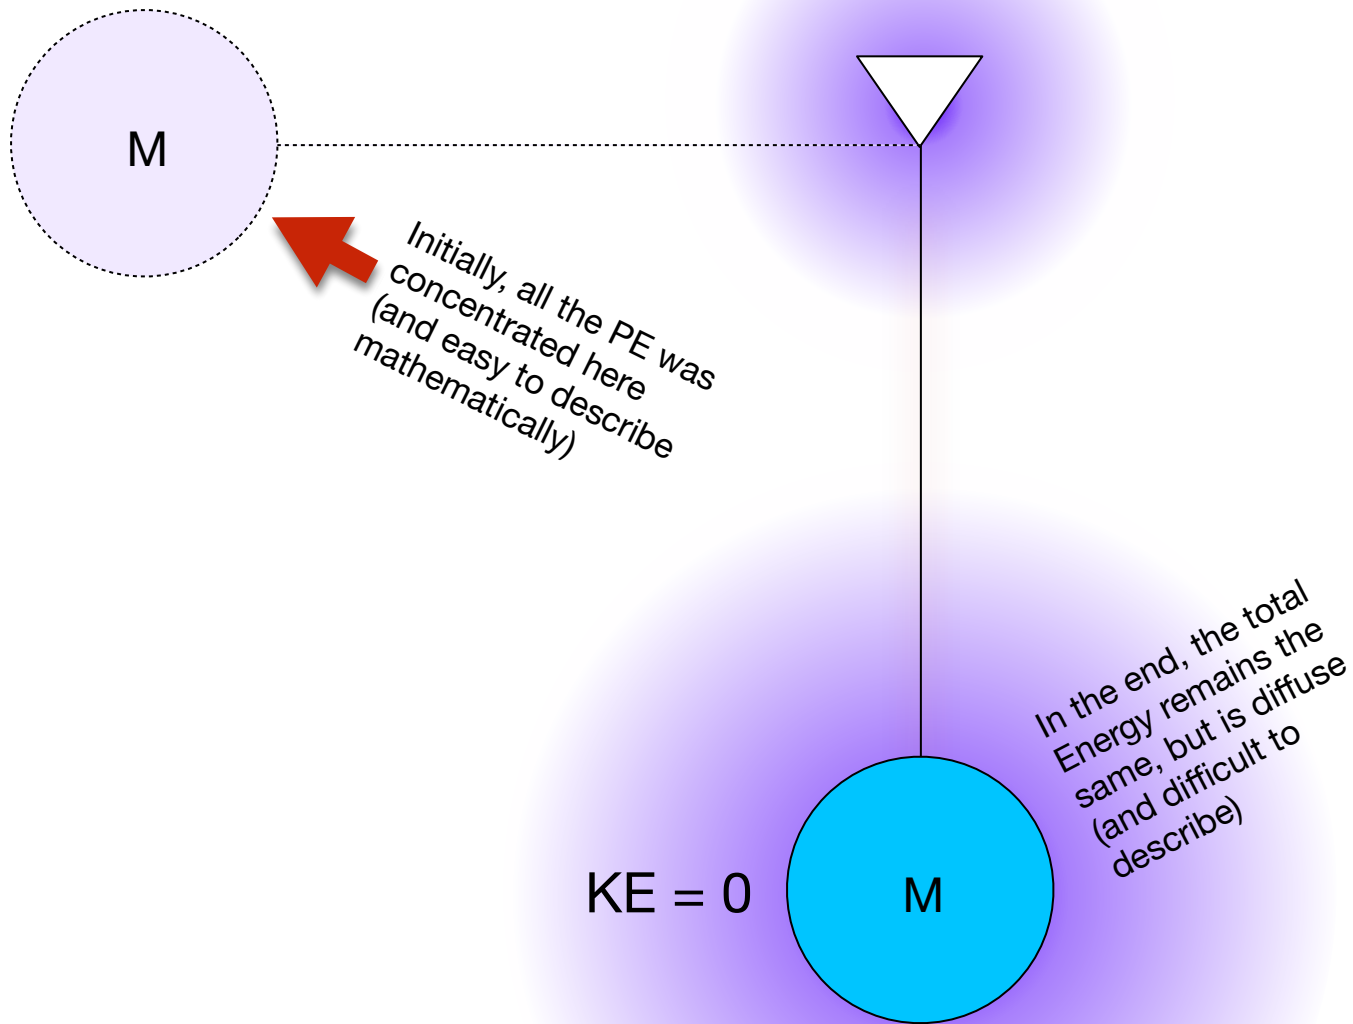 M
Initially, all the PE was
concentrated here
(and easy to describe
mathematically)
In the end, the total
Energy remains the
same, but is diffuse
(and difficult to
describe)
KE = 0
M